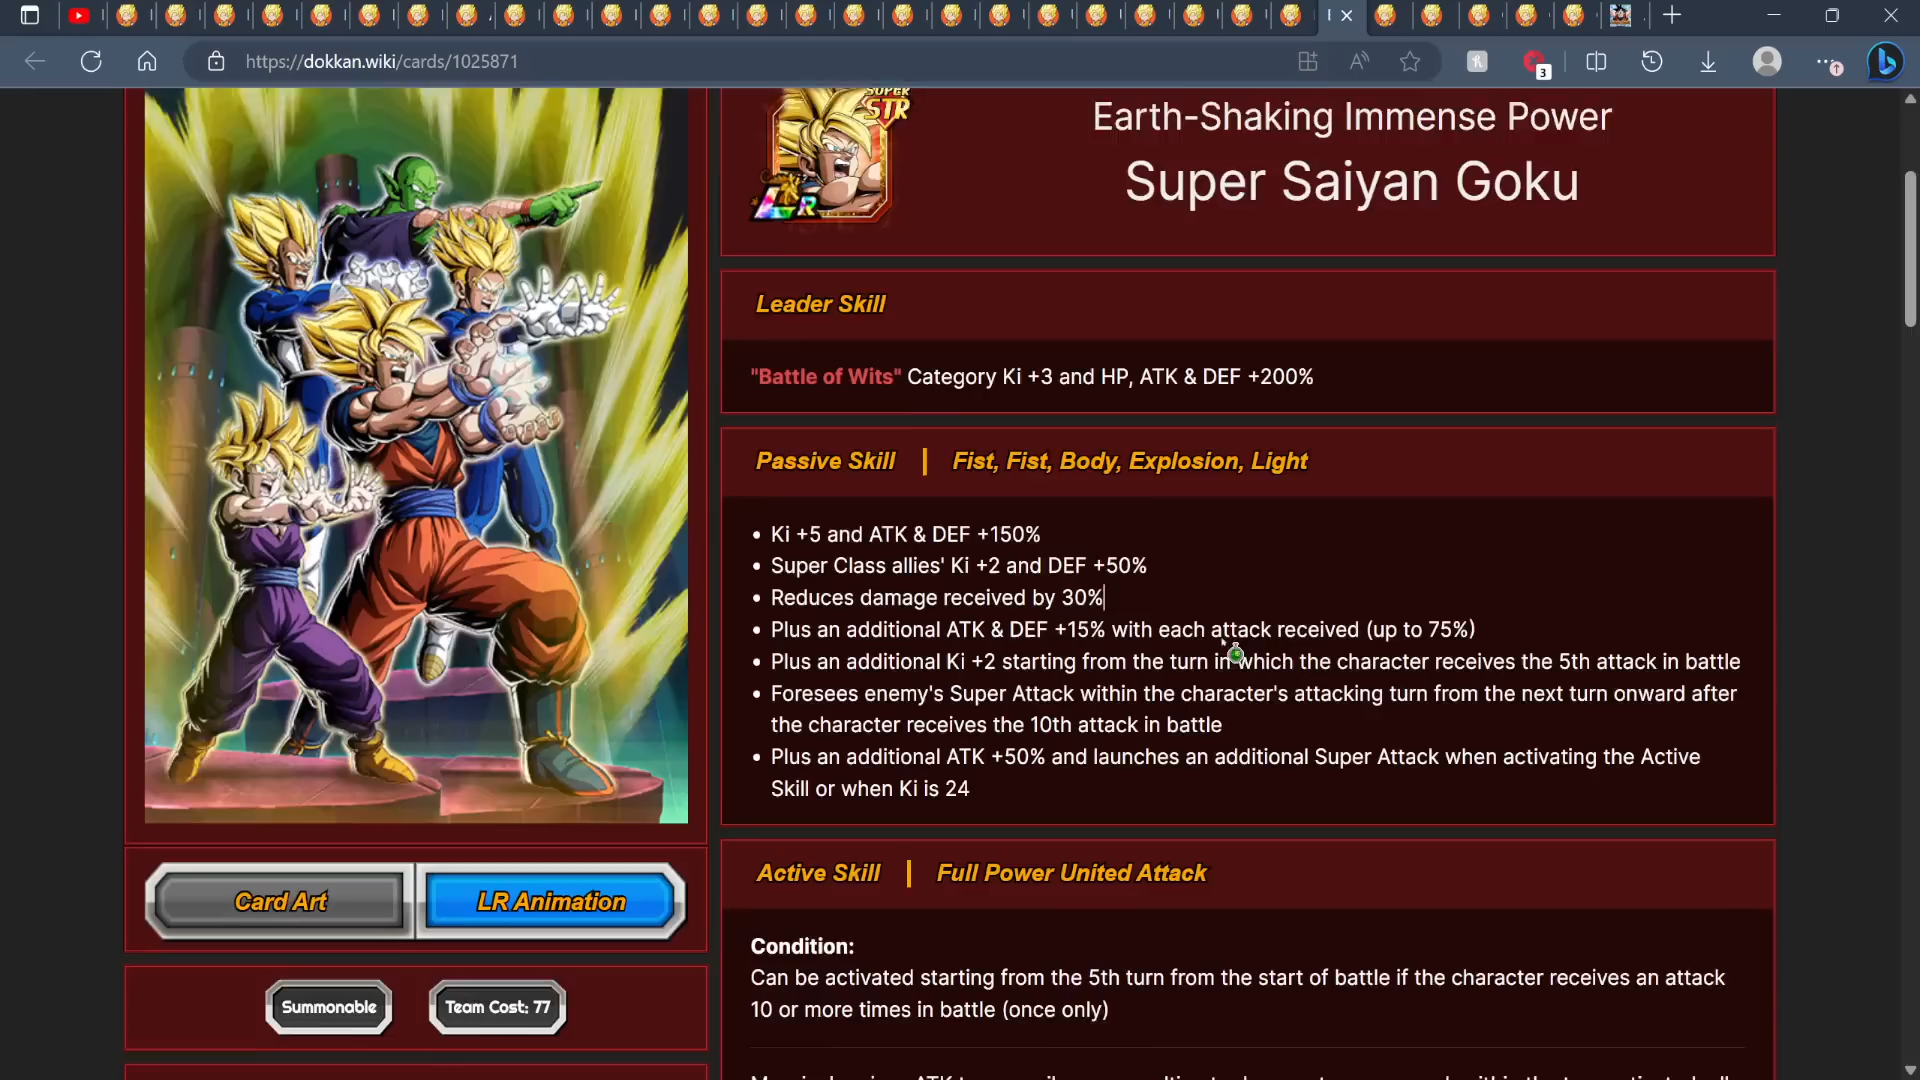 https://dokkan.wiki/cards/1025871
3
SUPER
STR
LR
Earth-Shaking Immense Power
Super Saiyan Goku
Leader Skill
"Battle of Wits" Category Ki +3 and HP, ATK & DEF +200%
Passive Skill | Fist, Fist, Body, Explosion, Light
• Ki +5 and ATK & DEF +150%
• Super Class allies' Ki +2 and DEF +50%
• Reduces damage received by 30%
• Plus an additional ATK & DEF +15% with each attack received (up to 75%)
• Plus an additional Ki +2 starting from the turn in which the character receives the 5th attack in battle
• Foresees enemy's Super Attack within the character's attacking turn from the next turn onward after
the character receives the 10th attack in battle
• Plus an additional ATK +50% and launches an additional Super Attack when activating the Active
Skill or when Ki is 24
Active Skill | Full Power United Attack
Condition:
Can be activated starting from the 5th turn from the start of battle if the character receives an attack
10 or more times in battle (once only)
Card Art
LR Animation
Summonable
Team Cost: 77